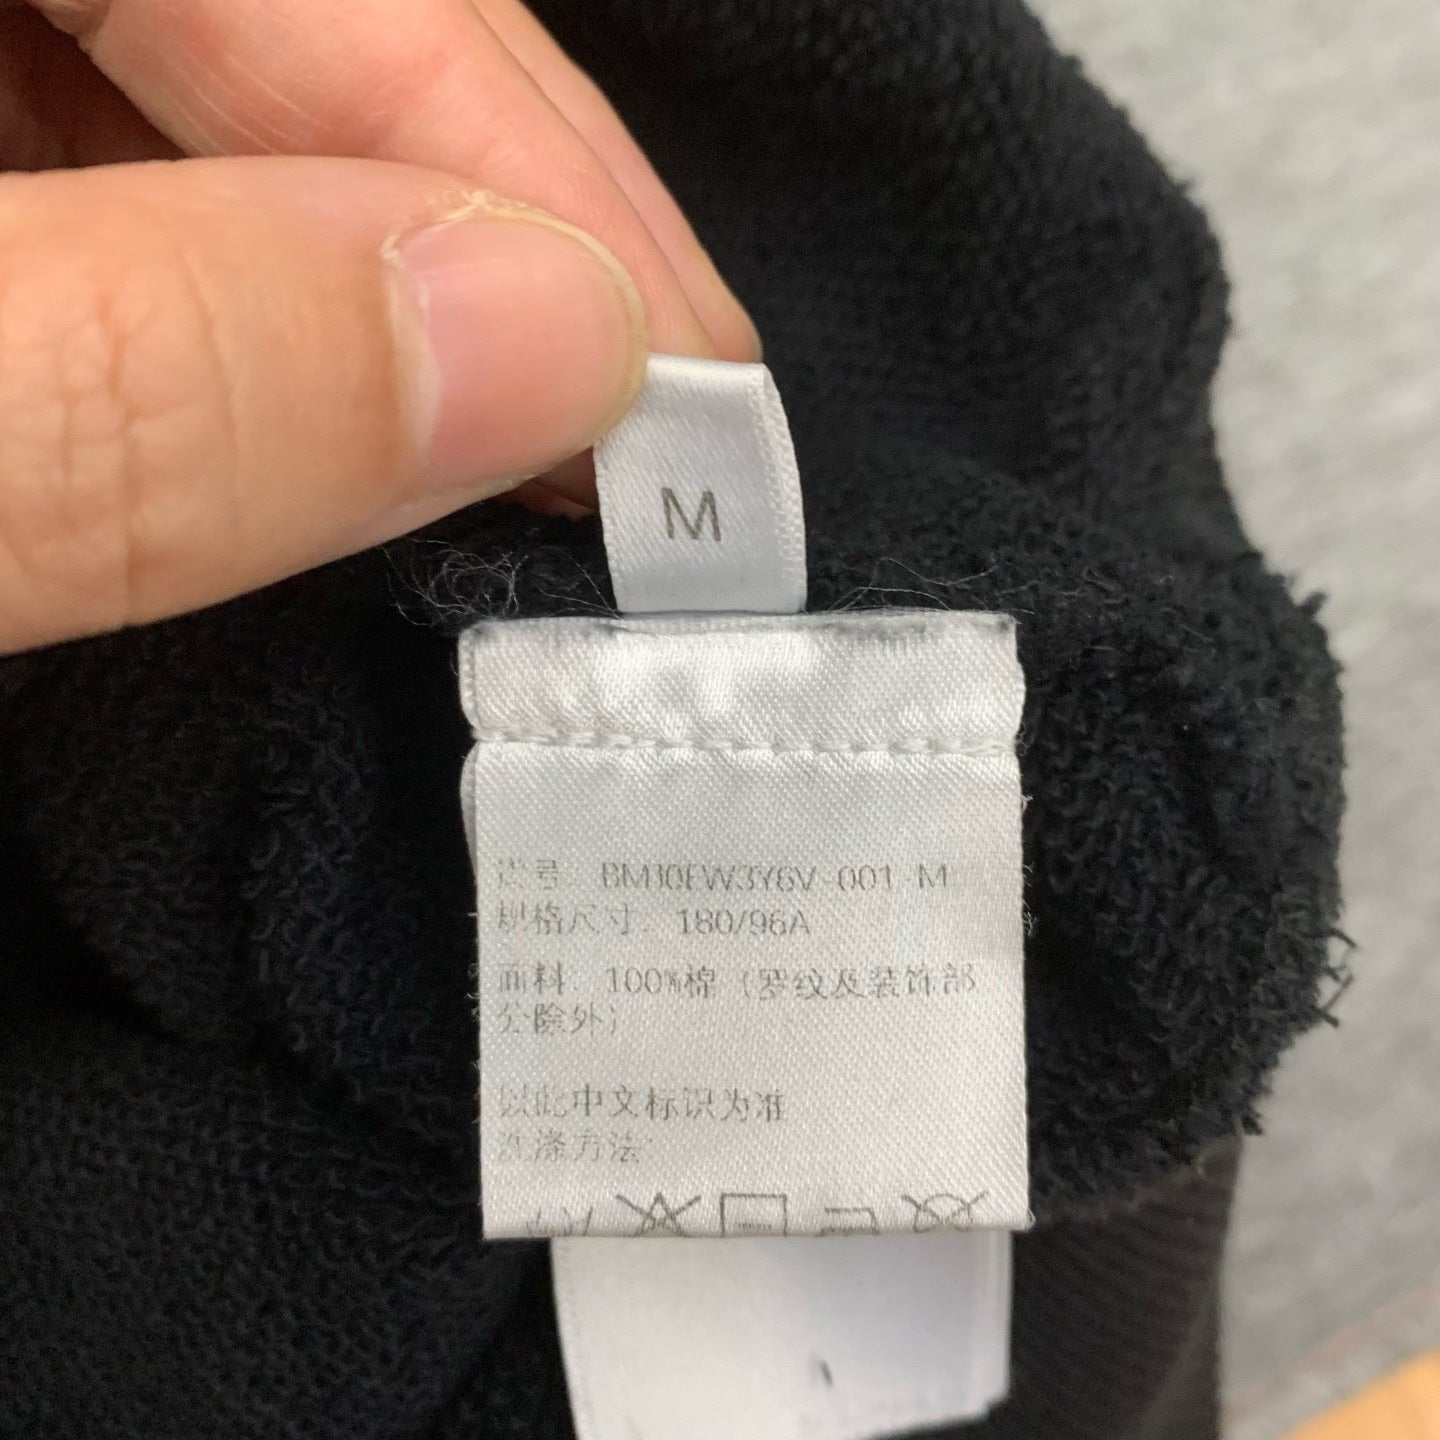 M
货号: BMJ0EW3Y6V-001-M
规格尺寸: 180/96A
面料: 100%棉 (罗纹及装饰部
分除外)
以此中文标识为准
洗涤方法: